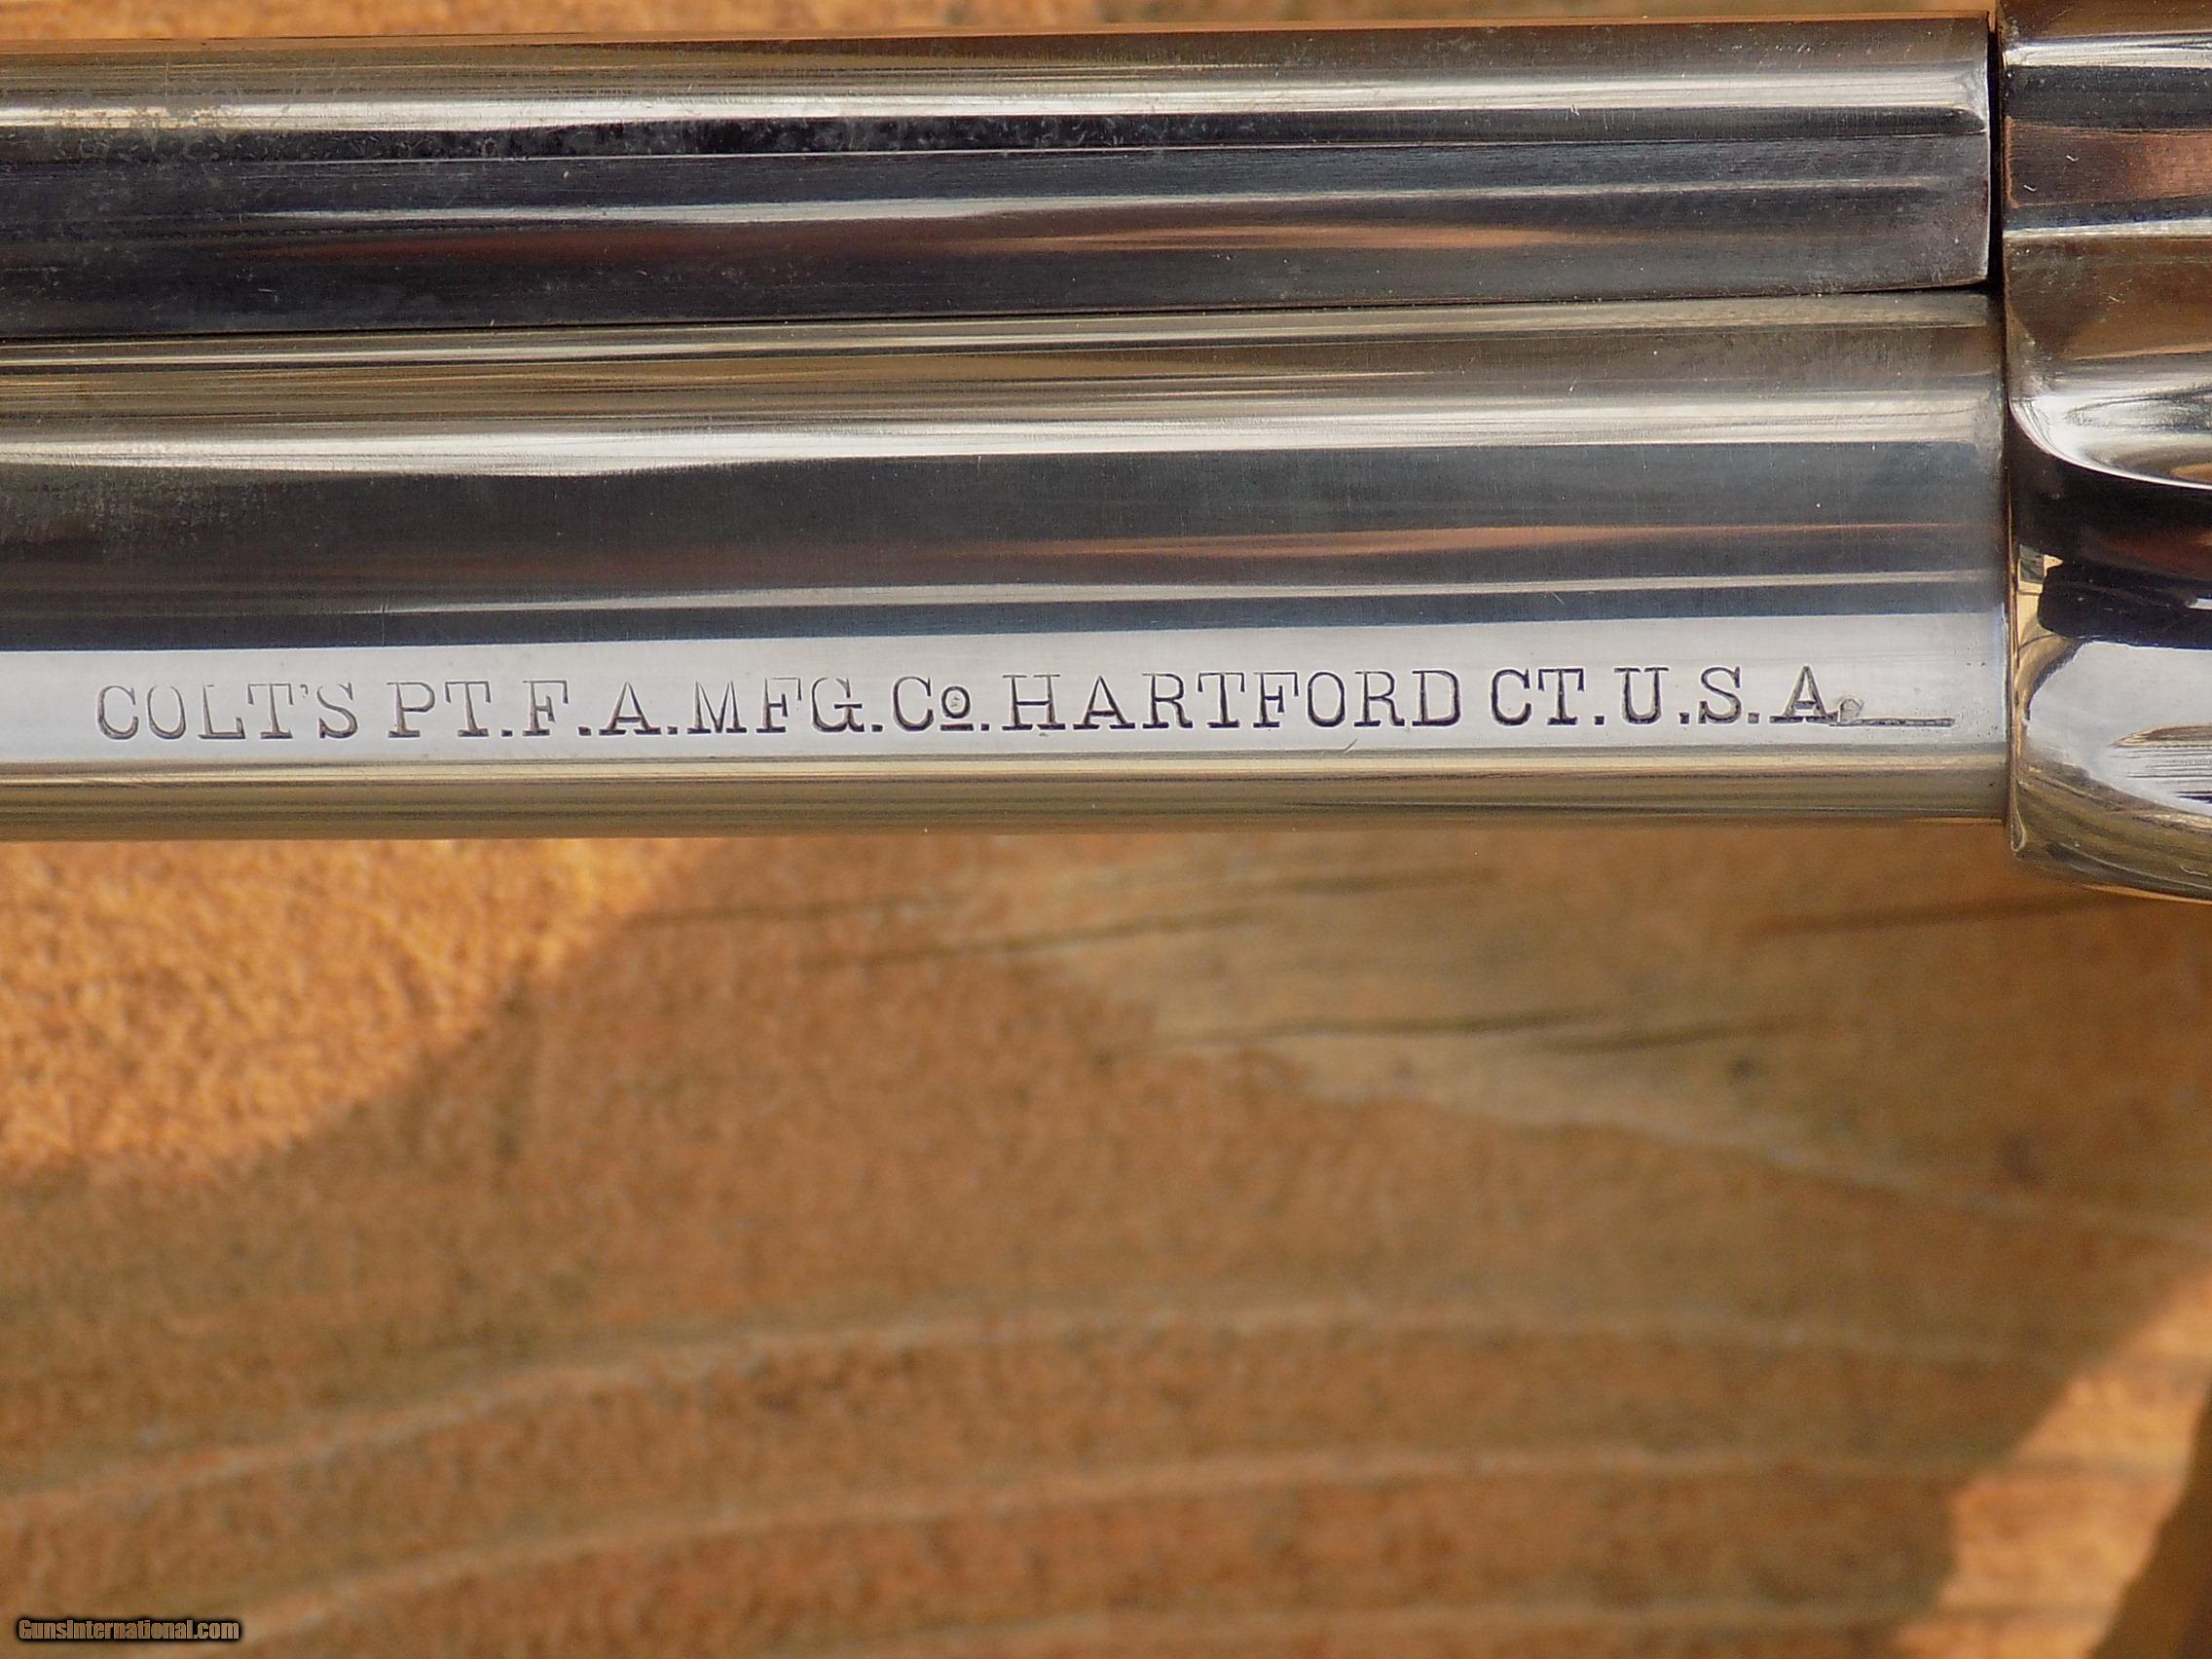 COLT'S PT.F.A.MFG.Co.HARTFORD CT.U.S.A.
GunsInternational.com